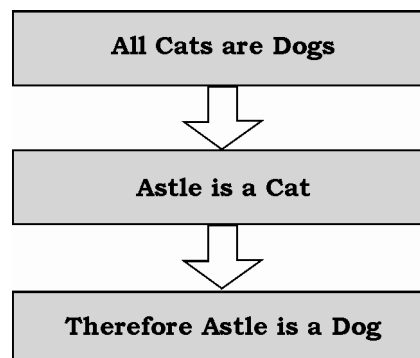 All Cats are Dogs
Astle is a Cat
Therefore Astle is a Dog